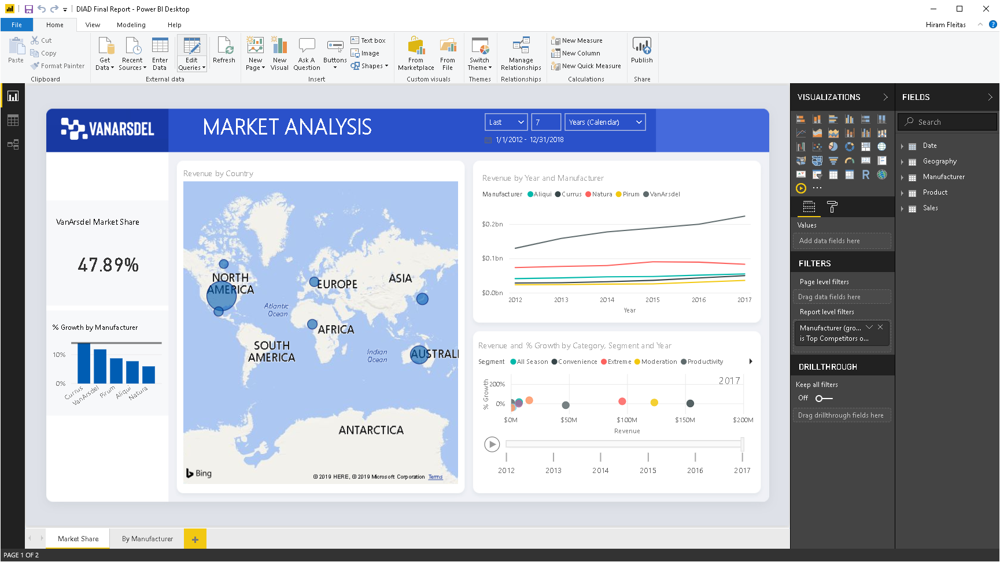 DIAD Final Report - Power BI Desktop
File Home View Modeling Help Hiram Fleitas
Paste
Cut
Copy
Format Painter
Clipboard
Get Data
Recent Sources
Enter Data
Edit Queries
Refresh
External data
New Page
New Visual
Ask A Question
Buttons
Text box
Image
Shapes
Insert
From Marketplace
From File
Custom visuals
Switch Theme
Themes
Manage Relationships
Relationships
New Measure
New Column
New Quick Measure
Calculations
Publish
Share
VANARSDEL
MARKET ANALYSIS
Last 7 Years (Calendar)
1/1/2012 - 12/31/2018
VanArsdel Market Share
47.89%
% Growth by Manufacturer
10%
0%
Currus VanArsdel Pirum Aliqui Natura
Revenue by Country
NORTH AMERICA
EUROPE
ASIA
Atlantic Ocean
AFRICA
SOUTH AMERICA
Indian Ocean
AUSTRALI
ANTARCTICA
Bing
© 2019 HERE, © 2019 Microsoft Corporation Terms
Revenue by Year and Manufacturer
Manufacturer Aliqui Currus Natura Pirum VanArsdel
$0.2bn
$0.1bn
$0.0bn
2012 2013 2014 2015 2016 2017
Year
Revenue and % Growth by Category, Segment and Year
Segment All Season Convenience Extreme Moderation Productivity
2017
% Growth
200%
0%
$0M $50M $100M $150M $200M
Revenue
2012 2013 2014 2015 2016 2017
VISUALIZATIONS
R
Values
Add data fields here
FILTERS
Page level filters
Drag data fields here
Report level filters
Manufacturer (gro...
is Top Competitors o...
DRILLTHROUGH
Keep all filters
Off
Drag drillthrough fields here
FIELDS
Search
Date
Geography
Manufacturer
Product
Sales
Market Share By Manufacturer +
PAGE 1 OF 2